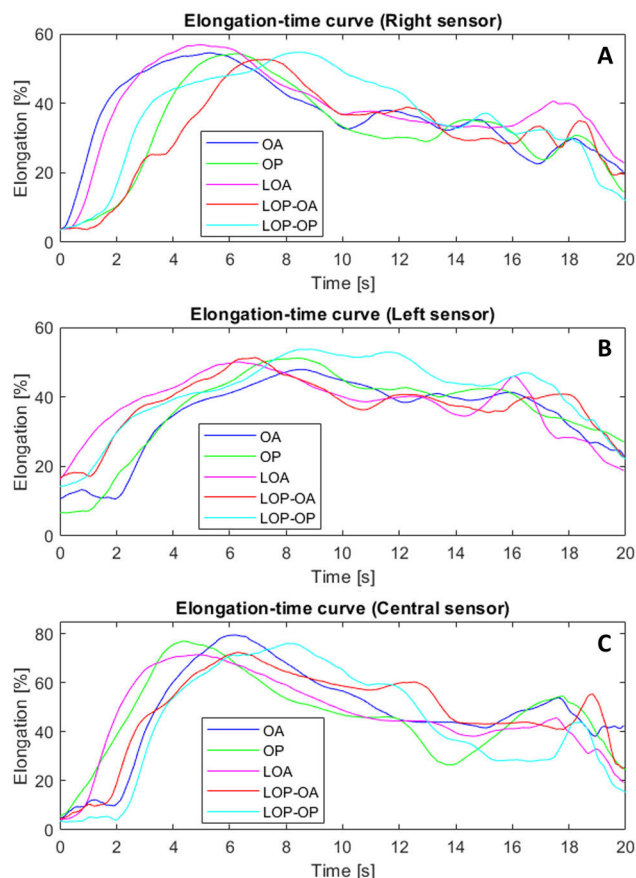 Elongation-time curve (Right sensor)
A
Elongation [%]
60
40
20
0
OA
OP
LOA
LOP-OA
LOP-OP
0 2 4 6 8 10 12 14 16 18 20
Time [s]
Elongation-time curve (Left sensor)
B
Elongation [%]
60
40
20
0
OA
OP
LOA
LOP-OA
LOP-OP
0 2 4 6 8 10 12 14 16 18 20
Time [s]
Elongation-time curve (Central sensor)
C
Elongation [%]
80
60
40
20
0
OA
OP
LOA
LOP-OA
LOP-OP
0 2 4 6 8 10 12 14 16 18 20
Time [s]